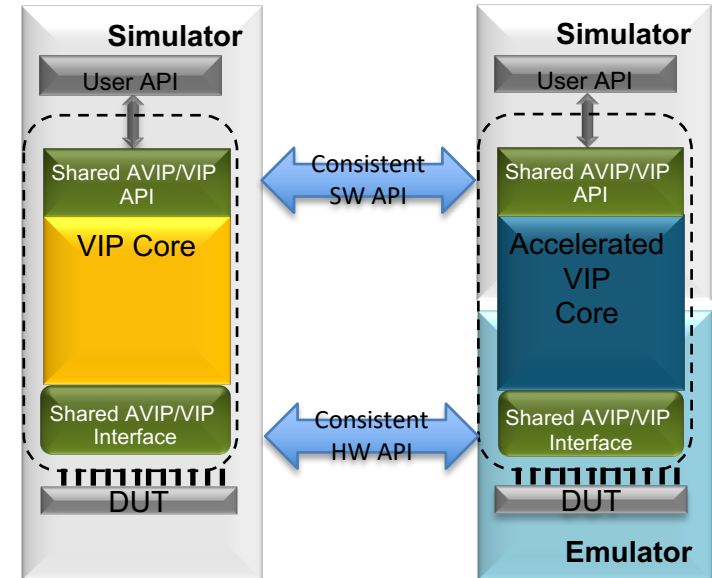 Simulator
User API
Shared AVIP/VIP
API
VIP Core
Shared AVIP/VIP
Interface
DUT
Consistent
SW API
Consistent
HW API
Simulator
User API
Shared AVIP/VIP
API
Accelerated
VIP
Core
Shared AVIP/VIP
Interface
DUT
Emulator